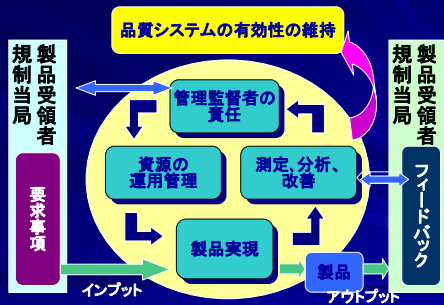 品質システムの有効性の維持
製品受領者
規制当局
管理監督者の
責任
資源の
運用管理
測定、分析、
改善
製品実現
要求事項
インプット
製品
アウトプット
製品受領者
規制当局
フィードバック